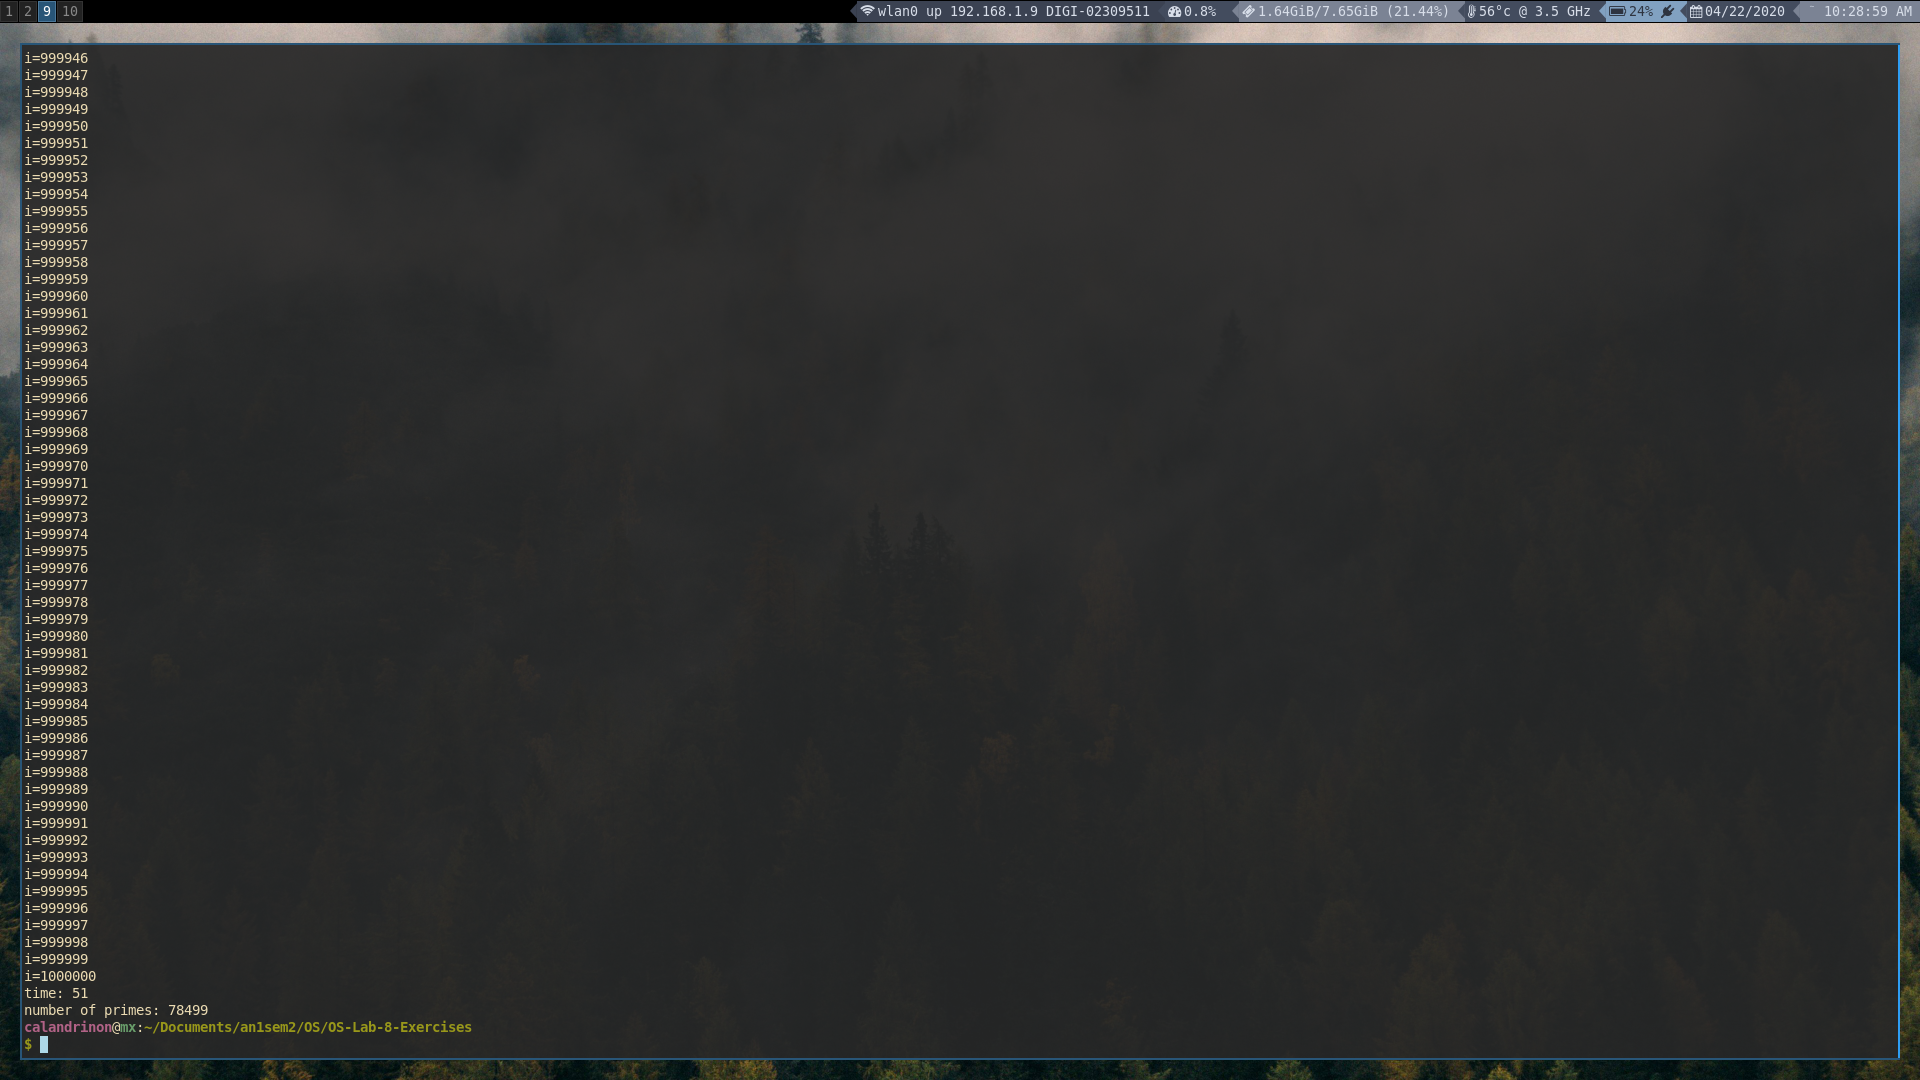 1 2 9 10 wlan0 up 192.168.1.9 DIGI-02309511 0.8% 1.64GiB/7.65GiB (21.44%) 56°c @ 3.5 GHz 24% 04/22/2020 10:28:59 AM
i=999946
i=999947
i=999948
i=999949
i=999950
i=999951
i=999952
i=999953
i=999954
i=999955
i=999956
i=999957
i=999958
i=999959
i=999960
i=999961
i=999962
i=999963
i=999964
i=999965
i=999966
i=999967
i=999968
i=999969
i=999970
i=999971
i=999972
i=999973
i=999974
i=999975
i=999976
i=999977
i=999978
i=999979
i=999980
i=999981
i=999982
i=999983
i=999984
i=999985
i=999986
i=999987
i=999988
i=999989
i=999990
i=999991
i=999992
i=999993
i=999994
i=999995
i=999996
i=999997
i=999998
i=999999
i=1000000
time: 51
number of primes: 78499
calandrinon@mx:~/Documents/an1sem2/OS/OS-Lab-8-Exercises
$